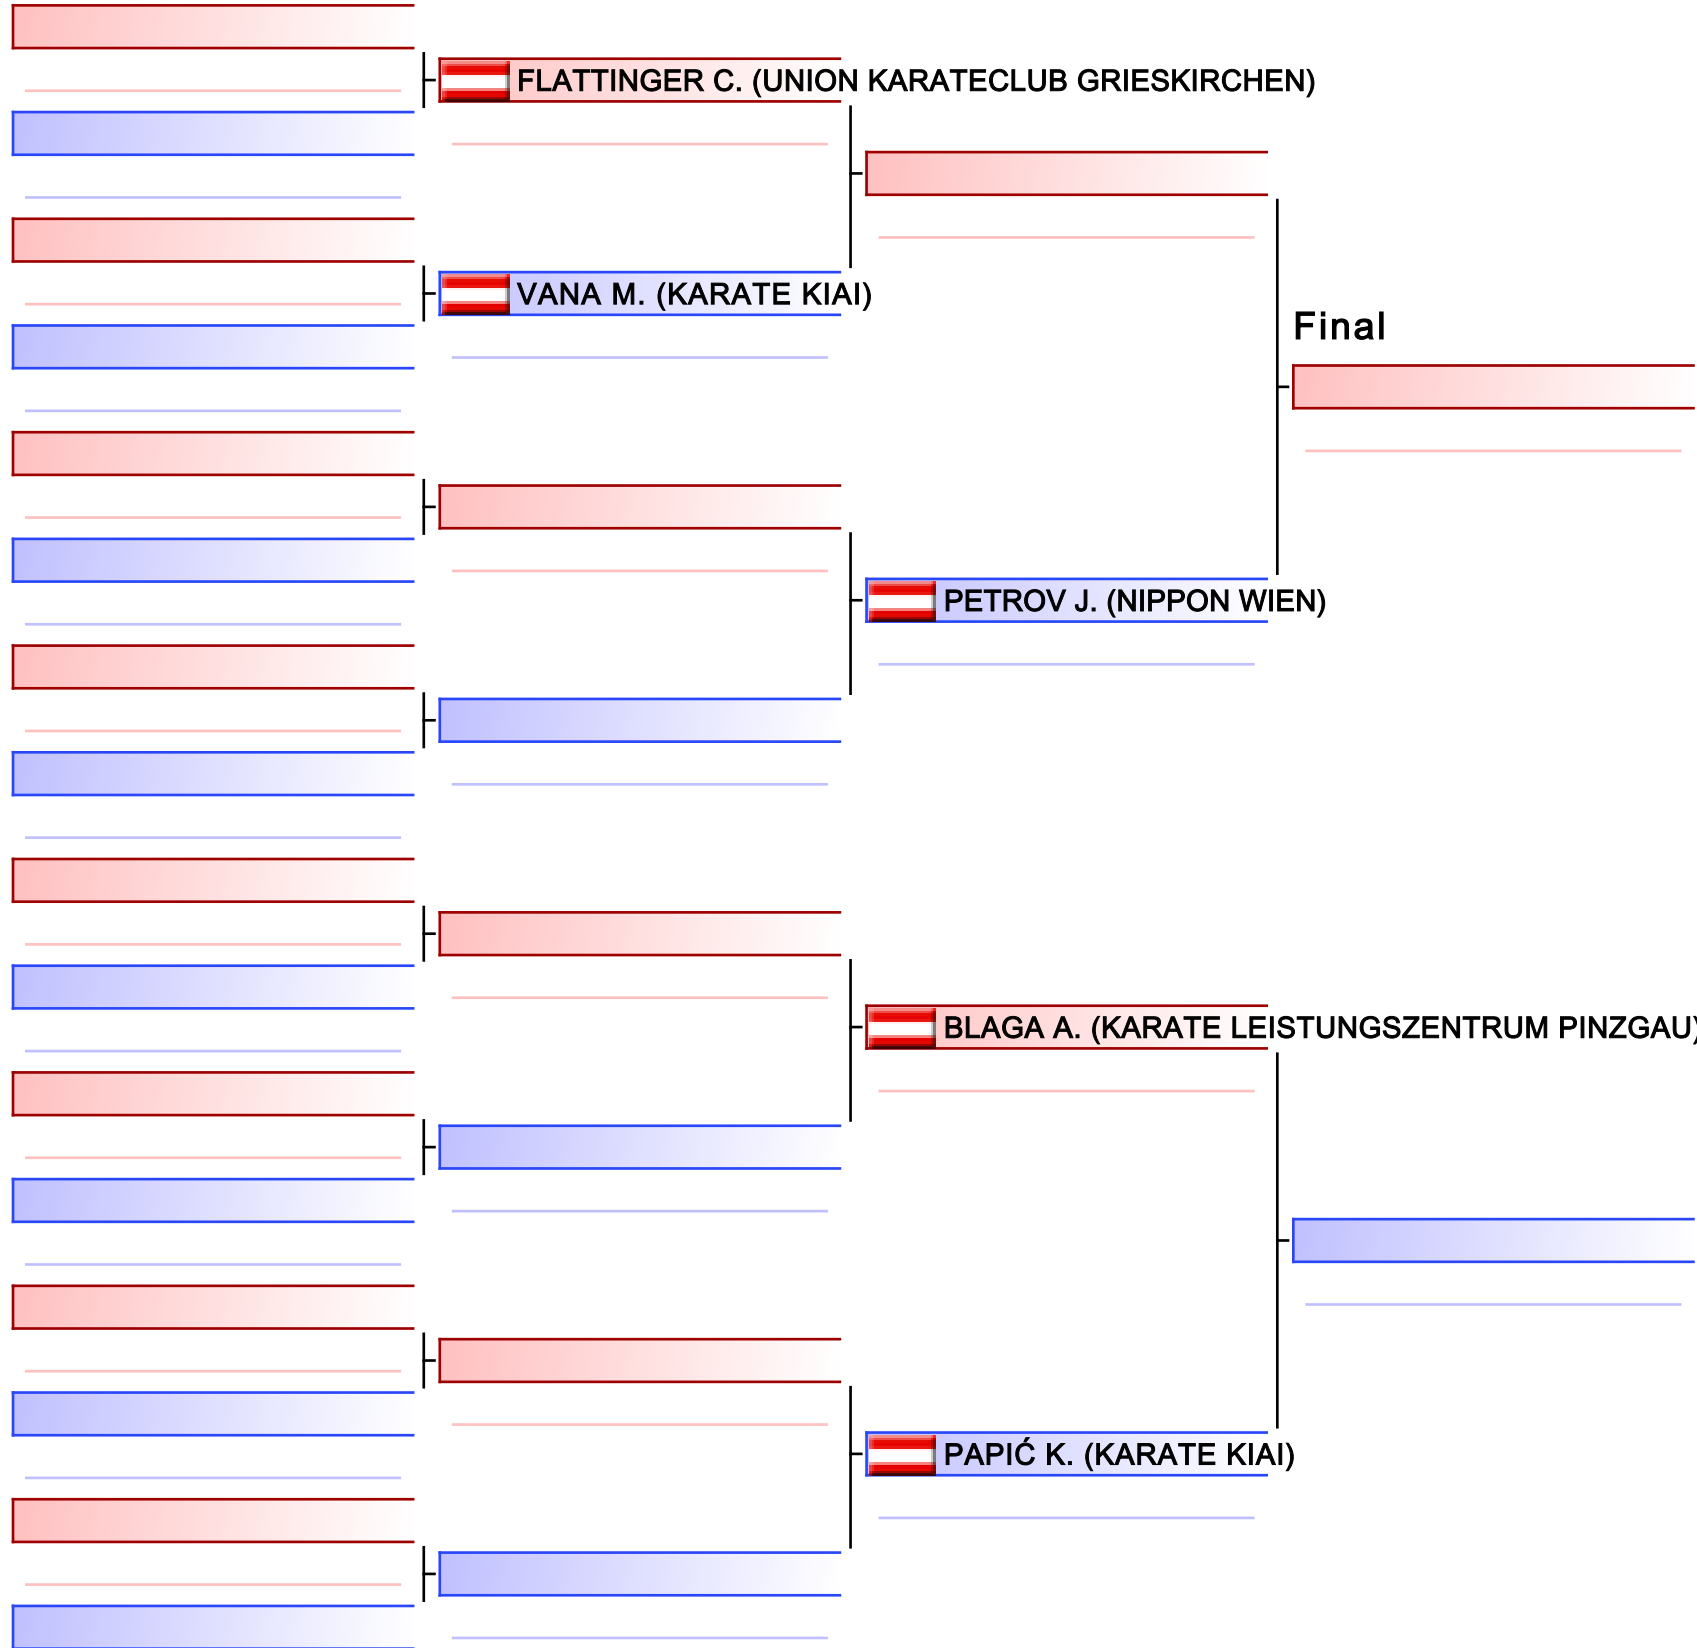 FLATTINGER C. (UNION KARATECLUB GRIESKIRCHEN)
VANA M. (KARATE KIAI)
Final
PETROV J. (NIPPON WIEN)
BLAGA A. (KARATE LEISTUNGSZENTRUM PINZGAU)
PAPIĆ K. (KARATE KIAI)